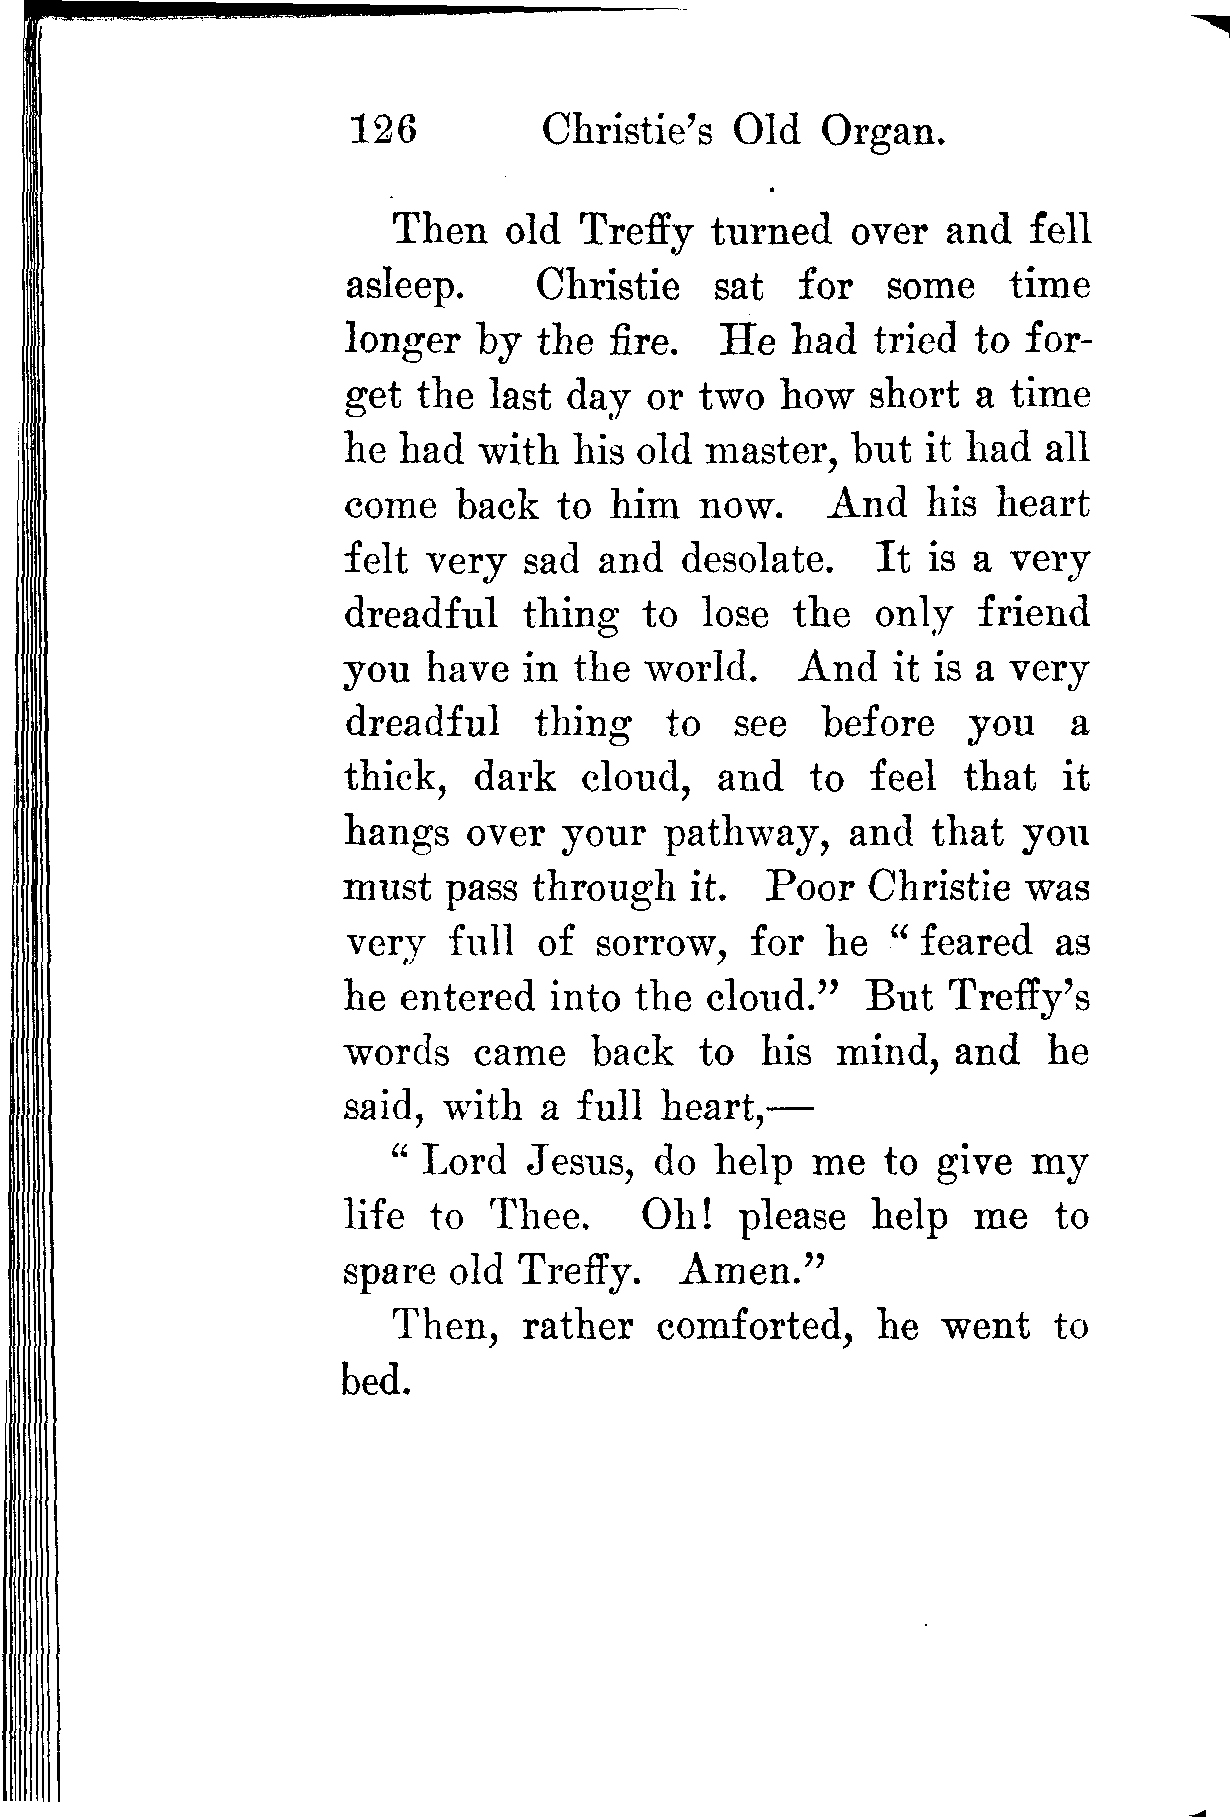 126 Christie's Old Organ.
Then old Treffy turned over and fell
asleep. Christie sat for some time
longer by the fire. He had tried to for-
get the last day or two how short a time
he had with his old master, but it had all
come back to him now. And his heart
felt very sad and desolate. It is a very
dreadful thing to lose the only friend
you have in the world. And it is a very
dreadful thing to see before you a
thick, dark cloud, and to feel that it
hangs over your pathway, and that you
must pass through it. Poor Christie was
very full of sorrow, for he "feared as
he entered into the cloud." But Treffy's
words came back to his mind, and he
said, with a full heart,—
"Lord Jesus, do help me to give my
life to Thee. Oh! please help me to
spare old Treffy. Amen."
Then, rather comforted, he went to
bed.